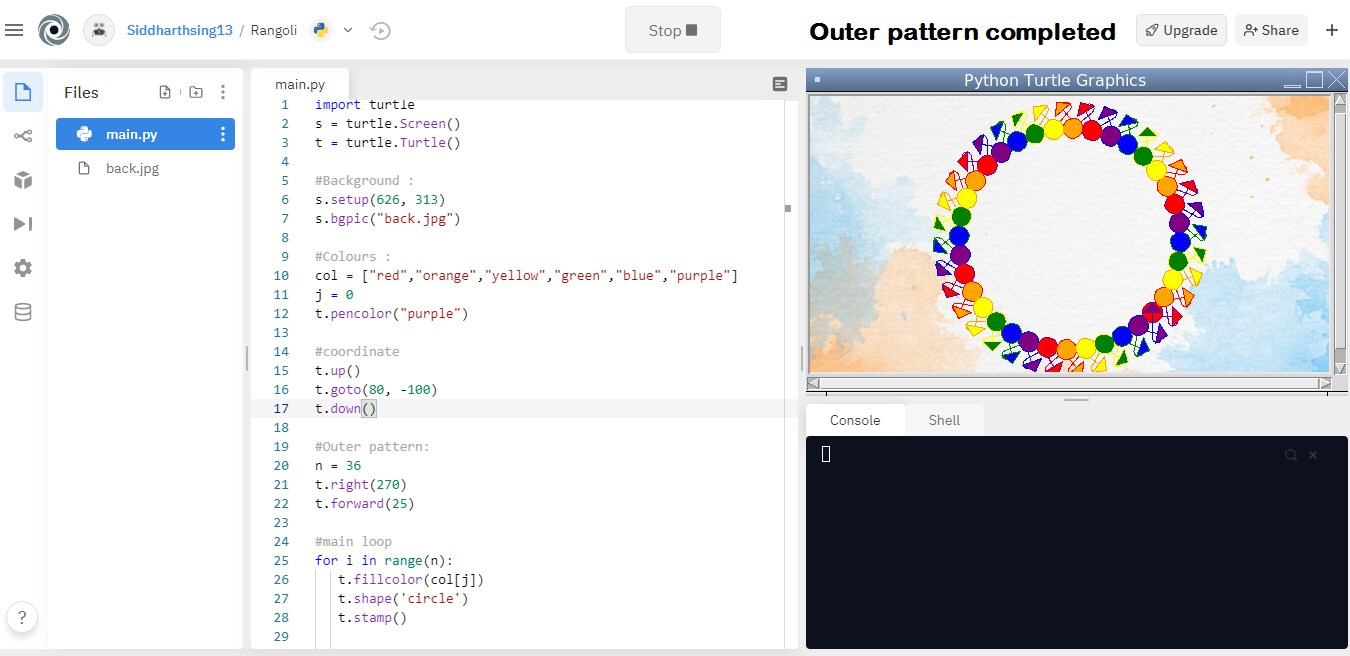 Siddharthsing13 / Rangoli
Stop
Outer pattern completed
Upgrade
Share
Files
main.py
back.jpg
main.py
1 import turtle
2 s = turtle.Screen()
3 t = turtle.Turtle()
4
5 #Background :
6 s.setup(626, 313)
7 s.bgpic("back.jpg")
8
9 #Colours :
10 col = ["red","orange","yellow","green","blue","purple"]
11 j = 0
12 t.pencolor("purple")
13
14 #coordinate
15 t.up()
16 t.goto(80, -100)
17 t.down()
18
19 #Outer pattern:
20 n = 36
21 t.right(270)
22 t.forward(25)
23
24 #main loop
25 for i in range(n):
26 t.fillcolor(col[j])
27 t.shape('circle')
28 t.stamp()
29
Python Turtle Graphics
Console
Shell
?